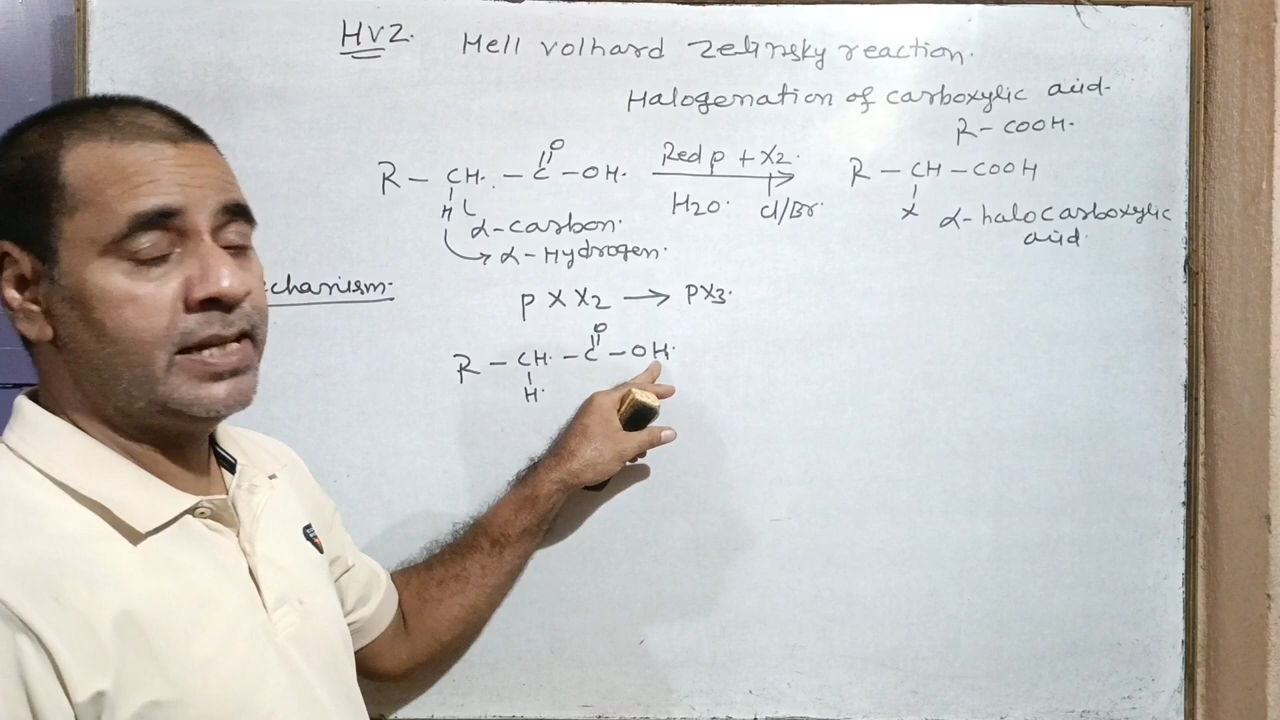 HVZ. Hell volhard Zelinsky reaction.
Halogenation of carboxylic acid.
R - COOH.
O
R - CH. - C - OH. Red p + X2. R - CH - COOH
H H2O. Cl/Br. X α-halocarboxylic
α-carbon. acid.
α-Hydrogen.
chanism.
P X X2 → PX3.
O
R - CH. - C - OH.
H.